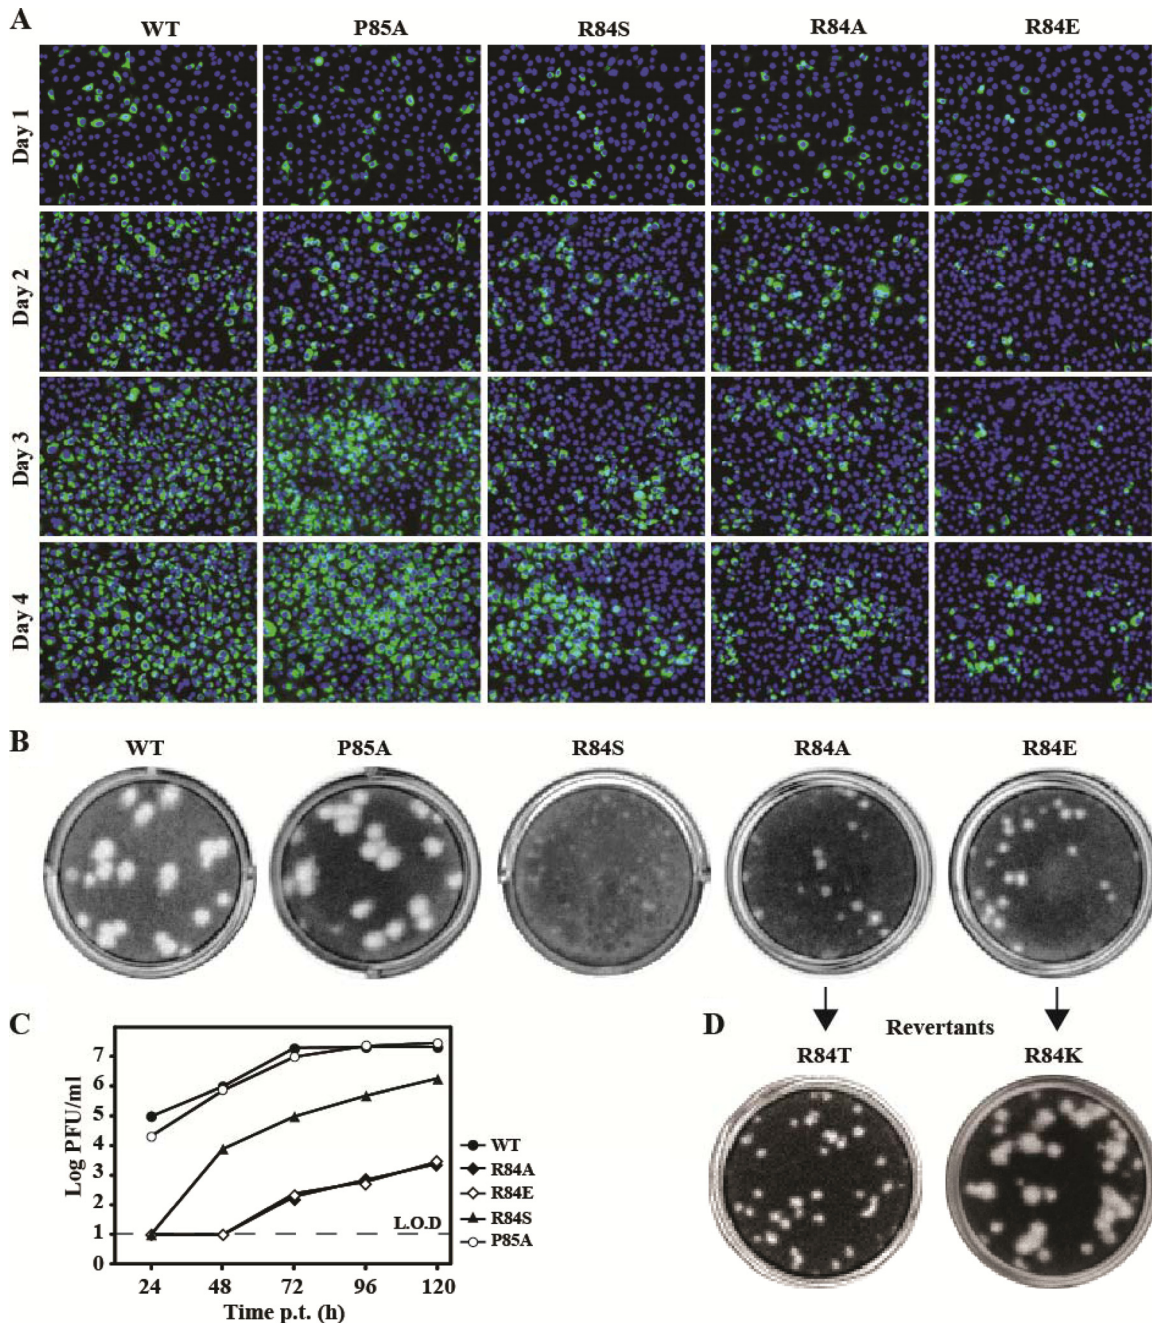 A
WT P85A R84S R84A R84E
Day 1
Day 2
Day 3
Day 4
B
WT P85A R84S R84A R84E
C
Log PFU/ml
7
6
5
4
3
2
1
0
L.O.D
24 48 72 96 120
Time p.t. (h)
WT
R84A
R84E
R84S
P85A
D
Revertants
R84T R84K